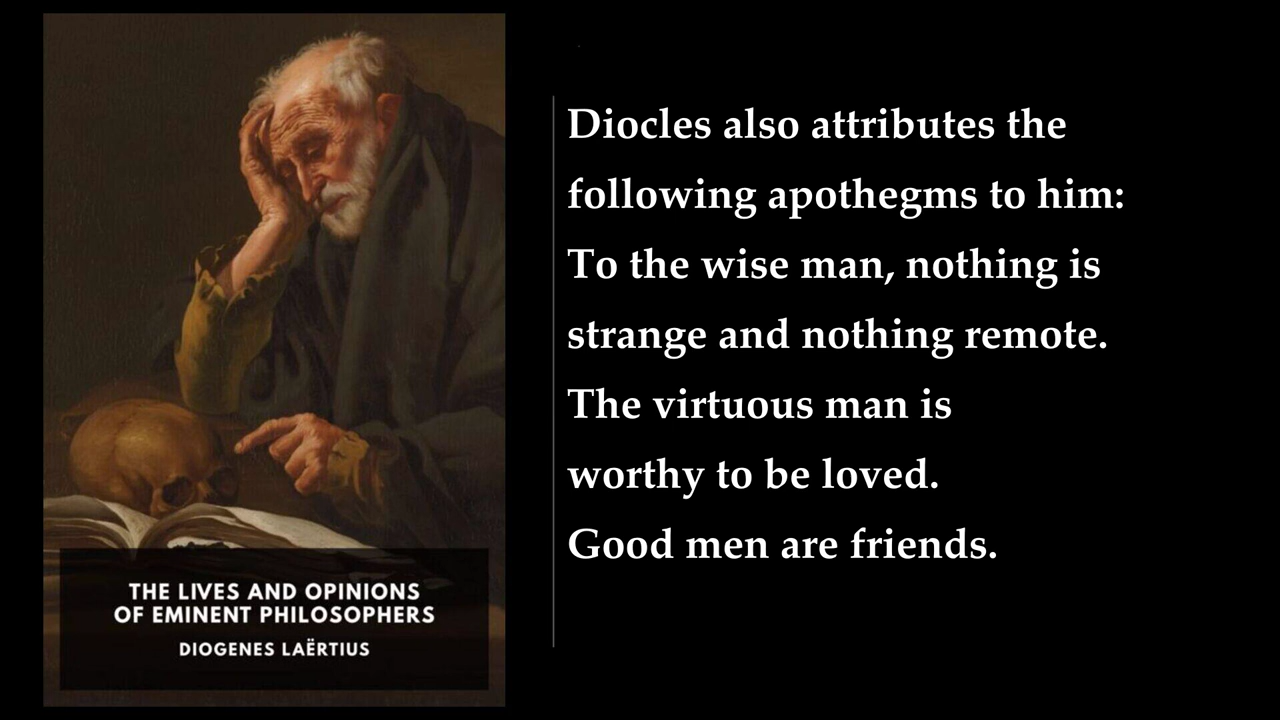 Diocles also attributes the
following apothegms to him:
To the wise man, nothing is
strange and nothing remote.
The virtuous man is
worthy to be loved.
Good men are friends.
THE LIVES AND OPINIONS
OF EMINENT PHILOSOPHERS
DIOGENES LAËRTIUS